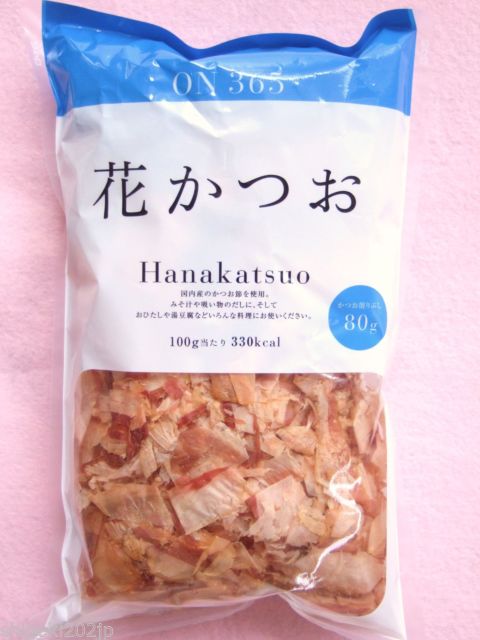 ON 365
花かつお
Hanakatsuo
国内産のかつお節を使用。
みそ汁や吸い物のだしに、そして
おひたしや湯豆腐などいろんな料理にお使いください。
かつお削りぶし
80g
100g当たり 330kcal